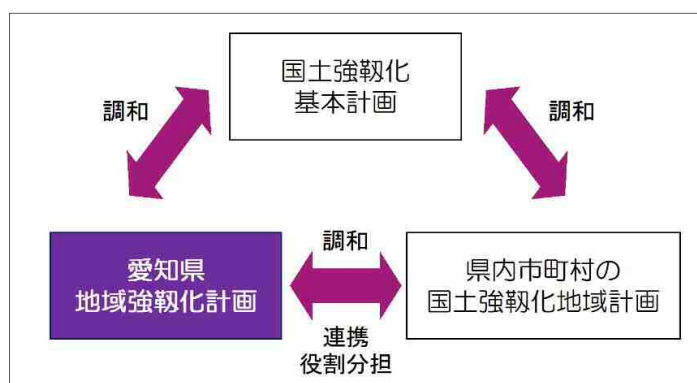 国土強靱化
基本計画
調和
調和
愛知県
地域強靱化計画
調和
連携
役割分担
県内市町村の
国土強靱化地域計画